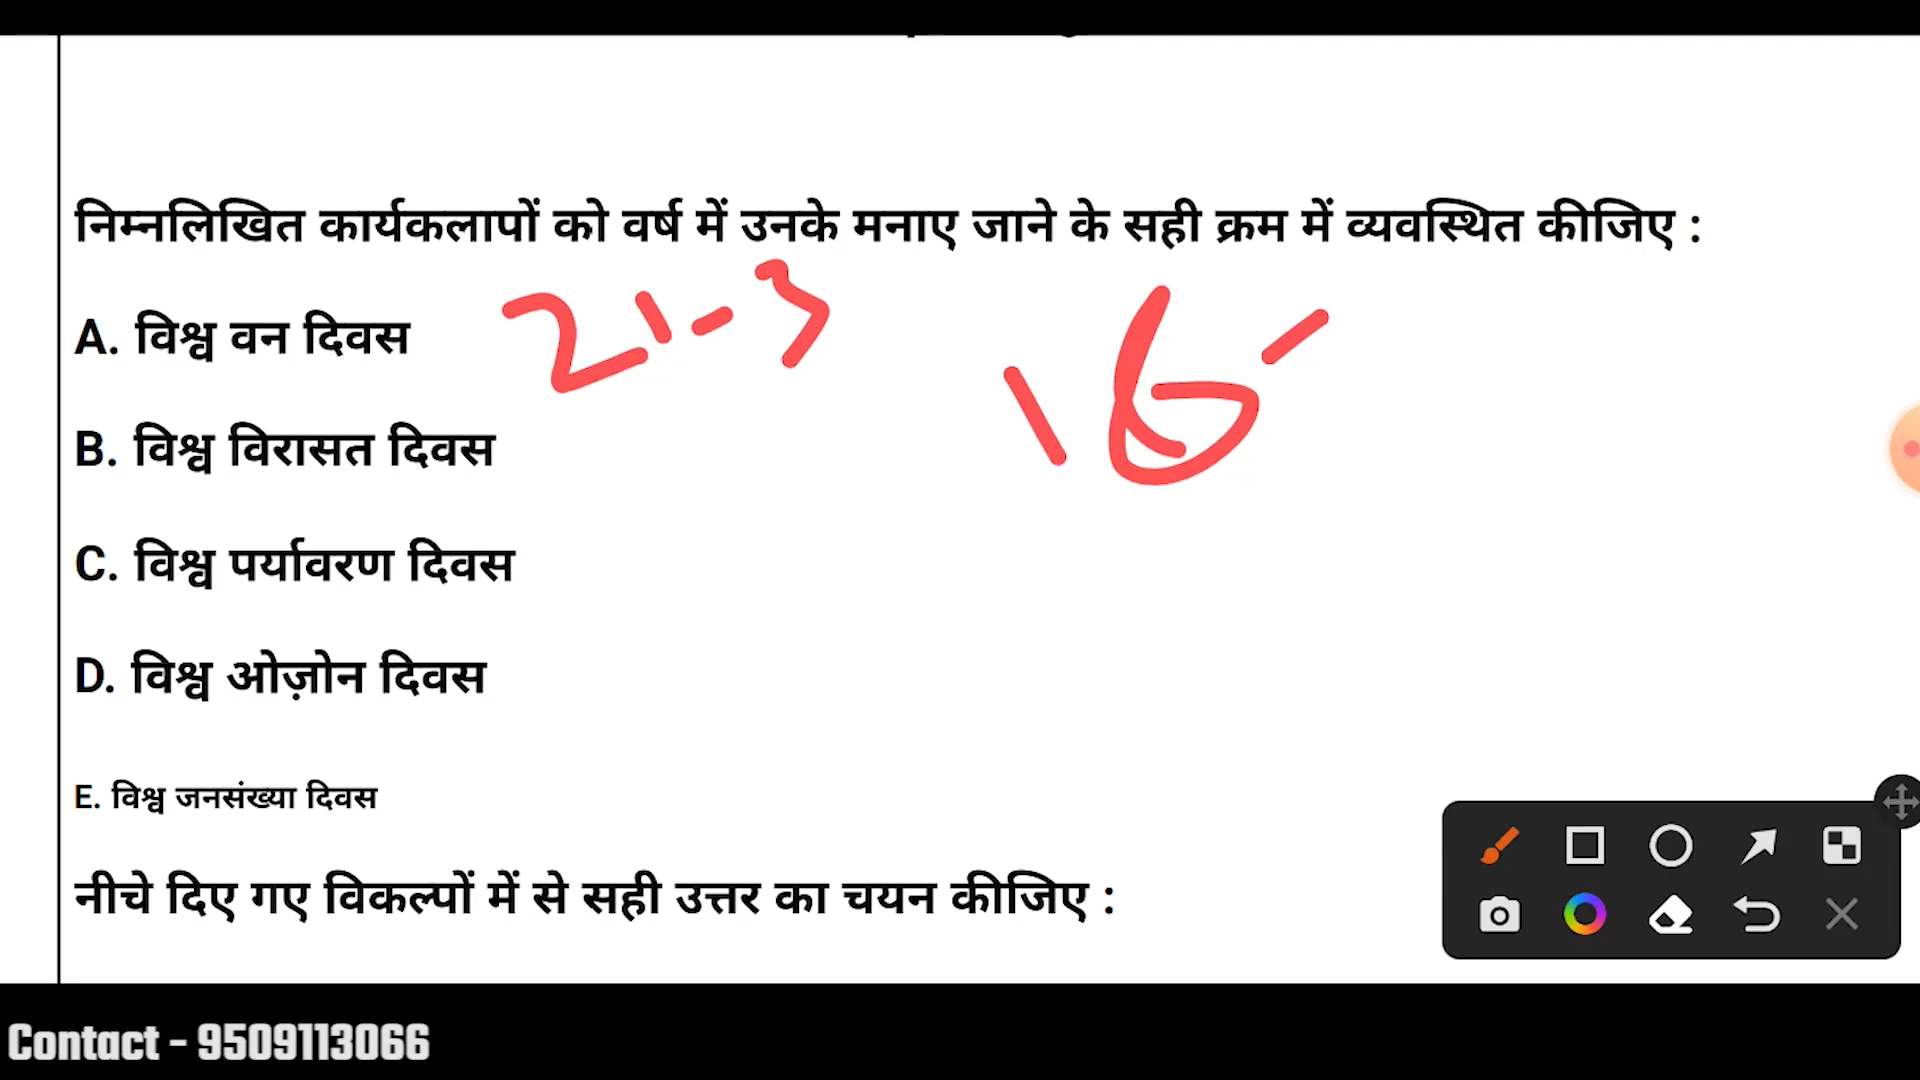 निम्नलिखित कार्यकलापों को वर्ष में उनके मनाए जाने के सही क्रम में व्यवस्थित कीजिए :
A. विश्व वन दिवस 21-3
16-
B. विश्व विरासत दिवस
C. विश्व पर्यावरण दिवस
D. विश्व ओज़ोन दिवस
E. विश्व जनसंख्या दिवस
नीचे दिए गए विकल्पों में से सही उत्तर का चयन कीजिए :
Contact - 9509113066